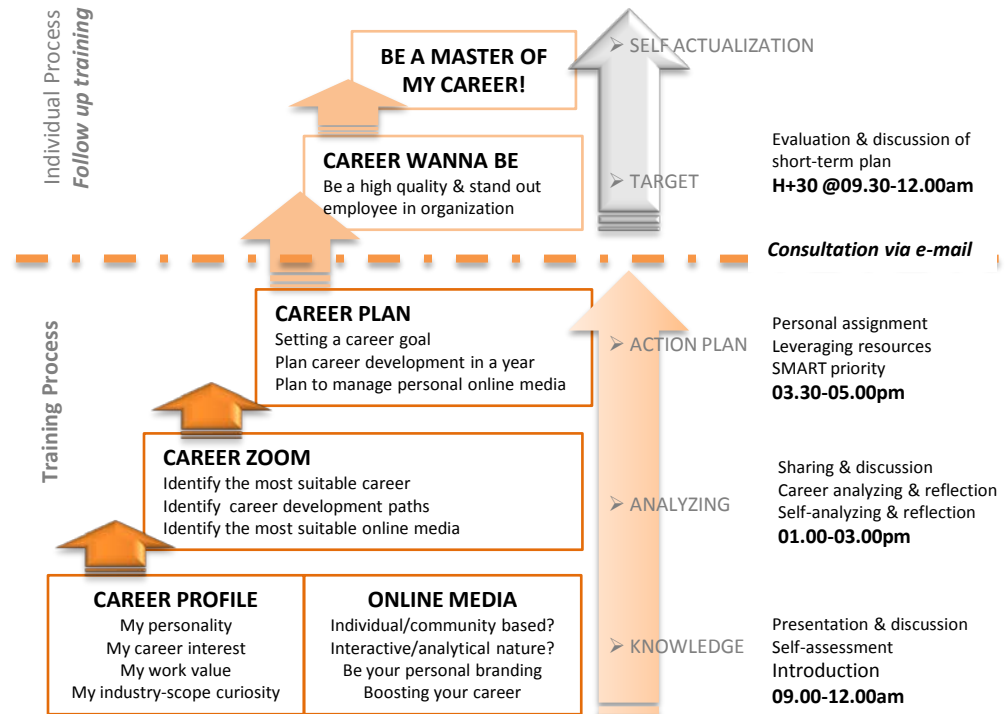 Individual Process
Follow up training
BE A MASTER OF
MY CAREER!
➢ SELF ACTUALIZATION
CAREER WANNA BE
Be a high quality & stand out
employee in organization
➢ TARGET
Evaluation & discussion of
short-term plan
H+30 @09.30-12.00am
Consultation via e-mail
Training Process
CAREER PLAN
Setting a career goal
Plan career development in a year
Plan to manage personal online media
➢ ACTION PLAN
Personal assignment
Leveraging resources
SMART priority
03.30-05.00pm
CAREER ZOOM
Identify the most suitable career
Identify career development paths
Identify the most suitable online media
➢ ANALYZING
Sharing & discussion
Career analyzing & reflection
Self-analyzing & reflection
01.00-03.00pm
CAREER PROFILE
My personality
My career interest
My work value
My industry-scope curiosity
ONLINE MEDIA
Individual/community based?
Interactive/analytical nature?
Be your personal branding
Boosting your career
➢ KNOWLEDGE
Presentation & discussion
Self-assessment
Introduction
09.00-12.00am